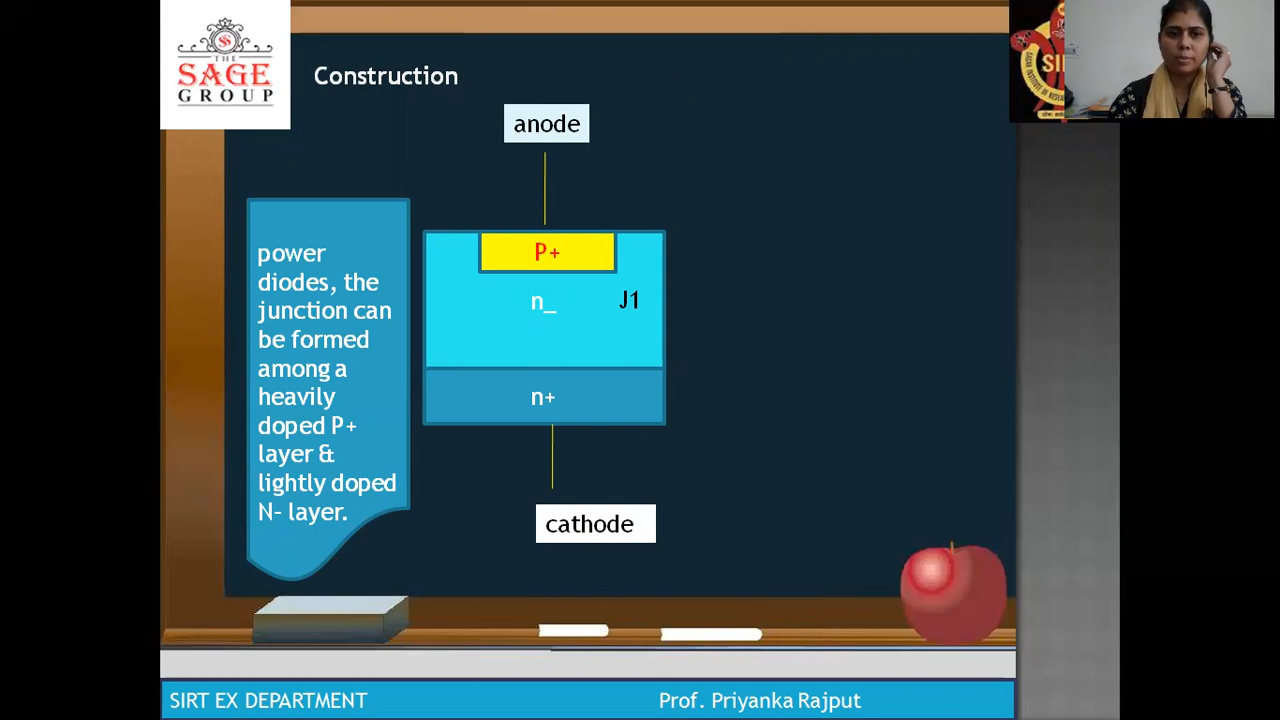 THE
SAGE
GROUP
Construction
anode
P+
n_
J1
n+
cathode
power
diodes, the
junction can
be formed
among a
heavily
doped P+
layer &
lightly doped
N- layer.
SIRT EX DEPARTMENT
Prof. Priyanka Rajput